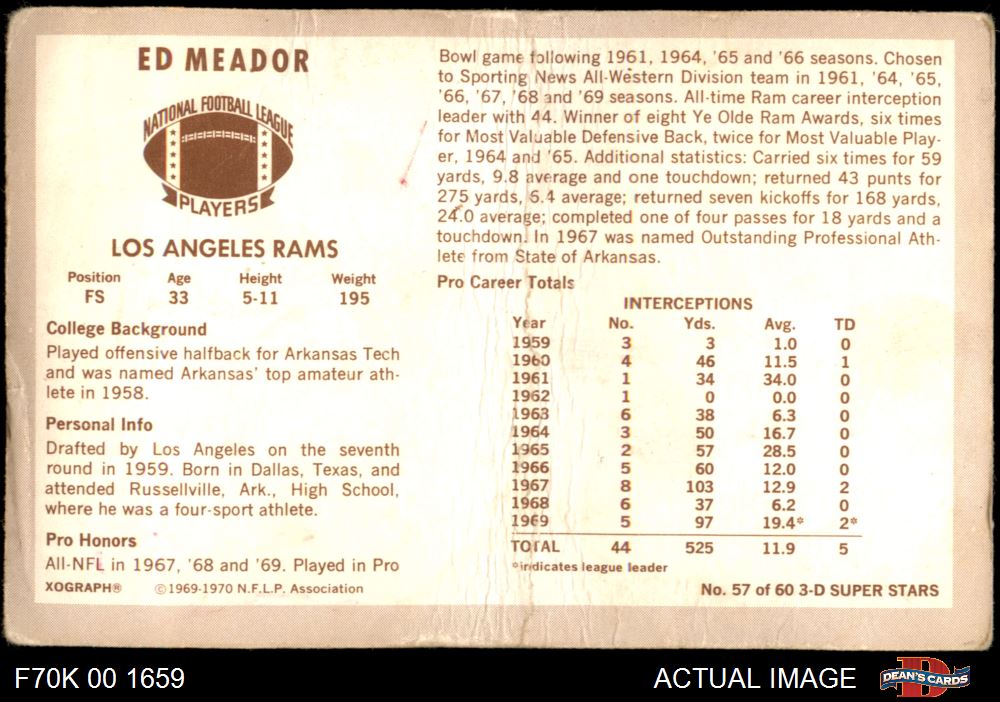 ED MEADOR
NATIONAL FOOTBALL LEAGUE
PLAYERS
LOS ANGELES RAMS
Position Age Height Weight
FS 33 5-11 195
College Background
Played offensive halfback for Arkansas Tech
and was named Arkansas' top amateur ath-
lete in 1958.
Personal Info
Drafted by Los Angeles on the seventh
round in 1959. Born in Dallas, Texas, and
attended Russellville, Ark., High School,
where he was a four-sport athlete.
Pro Honors
All-NFL in 1967, '68 and '69. Played in Pro
XOGRAPH® ©1969-1970 N.F.L.P. Association
Bowl game following 1961, 1964, '65 and '66 seasons. Chosen
to Sporting News All-Western Division team in 1961, '64, '65,
'66, '67, '68 and '69 seasons. All-time Ram career interception
leader with 44. Winner of eight Ye Olde Ram Awards, six times
for Most Valuable Defensive Back, twice for Most Valuable Play-
er, 1964 and '65. Additional statistics: Carried six times for 59
yards, 9.8 average and one touchdown; returned 43 punts for
275 yards, 6.4 average; returned seven kickoffs for 168 yards,
24.0 average; completed one of four passes for 18 yards and a
touchdown. In 1967 was named Outstanding Professional Ath-
lete from State of Arkansas.
Pro Career Totals
INTERCEPTIONS
Year No. Yds. Avg. TD
1959 3 3 1.0 0
1960 4 46 11.5 1
1961 1 34 34.0 0
1962 1 0 0.0 0
1963 6 38 6.3 0
1964 3 50 16.7 0
1965 2 57 28.5 0
1966 5 60 12.0 0
1967 8 103 12.9 2
1968 6 37 6.2 0
1969 5 97 19.4* 2*
TOTAL 44 525 11.9 5
*indicates league leader
No. 57 of 60 3-D SUPER STARS
F70K 00 1659
ACTUAL IMAGE
D
DEAN'S CARDS